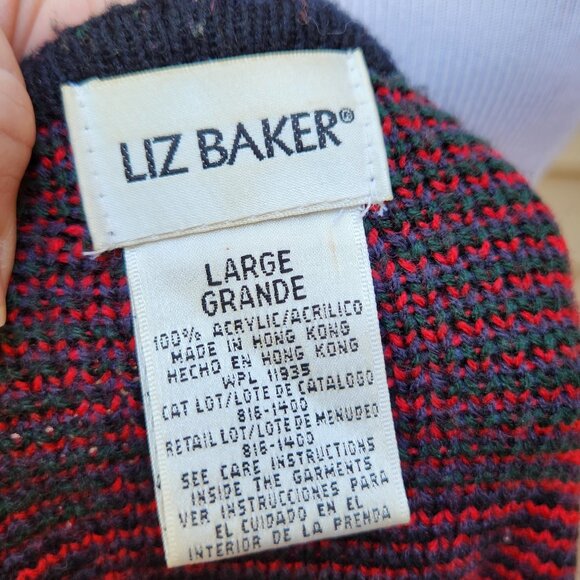 LIZ BAKER®
LARGE
GRANDE
100% ACRYLIC/ACRILICO
MADE IN HONG KONG
HECHO EN HONG KONG
WPL 11935
CAT LOT/LOTE DE CATALOGO
816-1400
RETAIL LOT/LOTE DE MENUDEO
816-1400
SEE CARE INSTRUCTIONS
INSIDE THE GARMENTS
VER INSTRUCCIONES PARA
EL CUIDADO EN EL
INTERIOR DE LA PRENDA